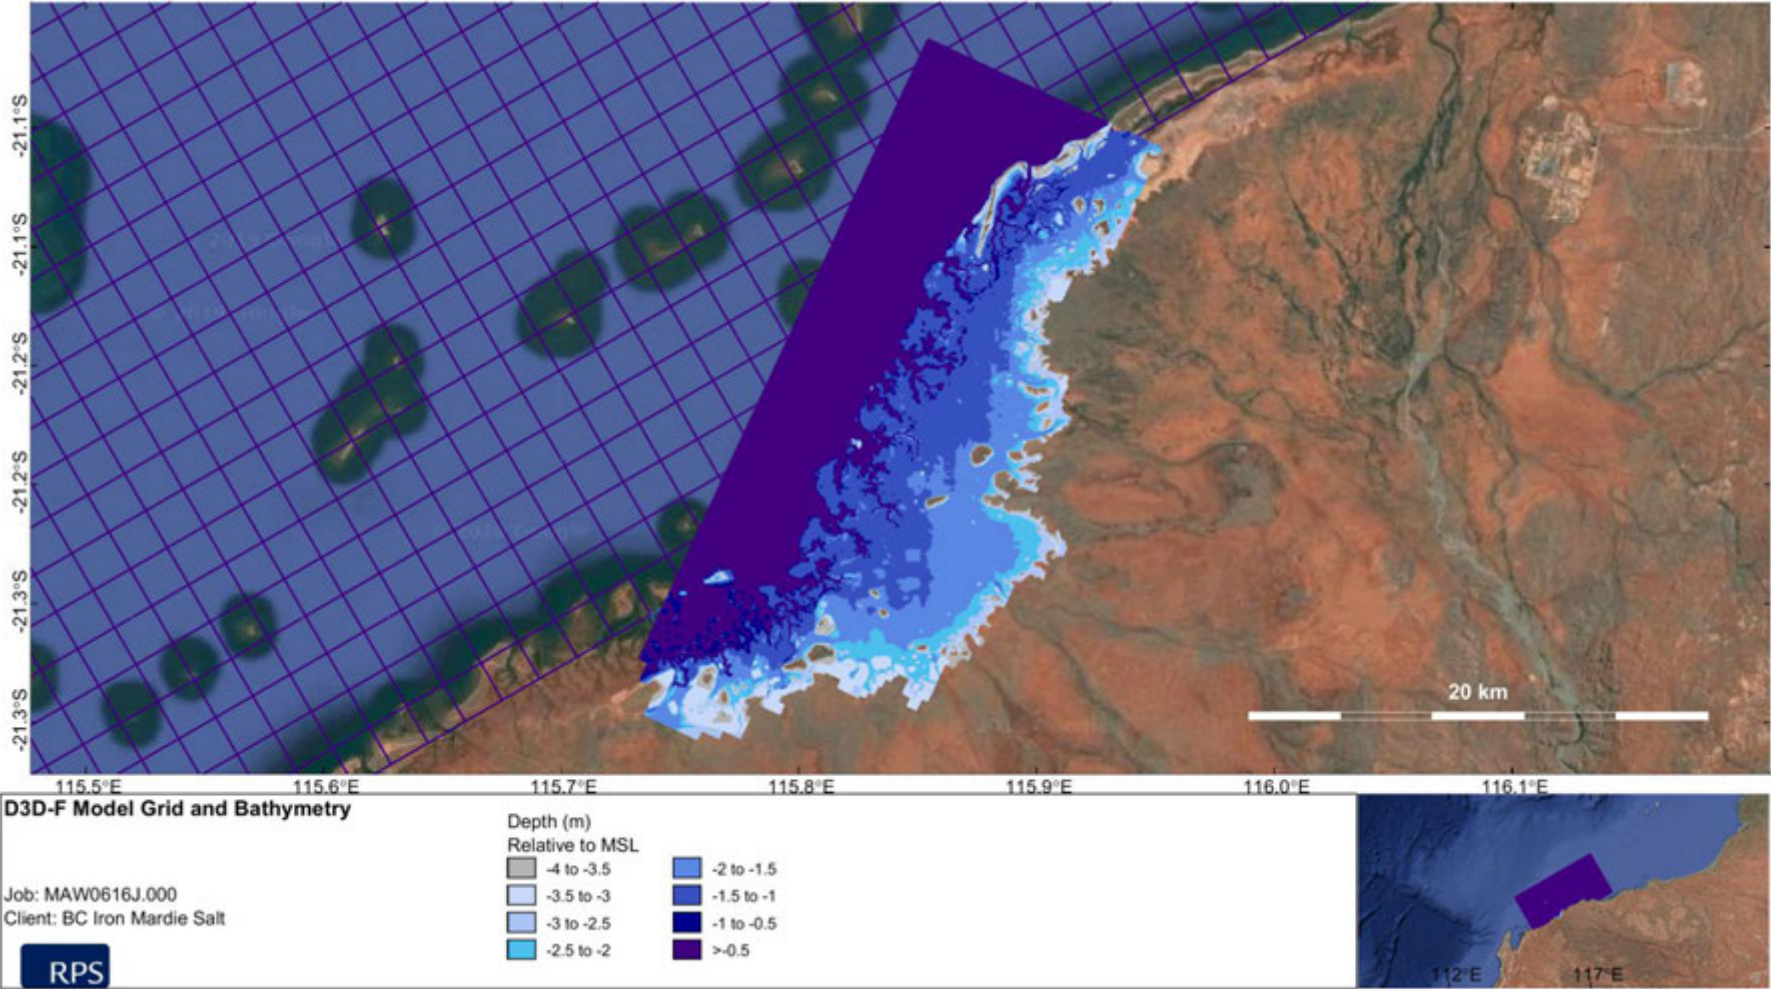 -21.1°S
-21.1°S
-21.2°S
-21.2°S
-21.3°S
-21.3°S
20 km
115.5°E 115.6°E 115.7°E 115.8°E 115.9°E 116.0°E 116.1°E
D3D-F Model Grid and Bathymetry
Job: MAW0616J.000
Client: BC Iron Mardie Salt
RPS
Depth (m)
Relative to MSL
-4 to -3.5
-3.5 to -3
-3 to -2.5
-2.5 to -2
-2 to -1.5
-1.5 to -1
-1 to -0.5
>-0.5
112°E 117°E